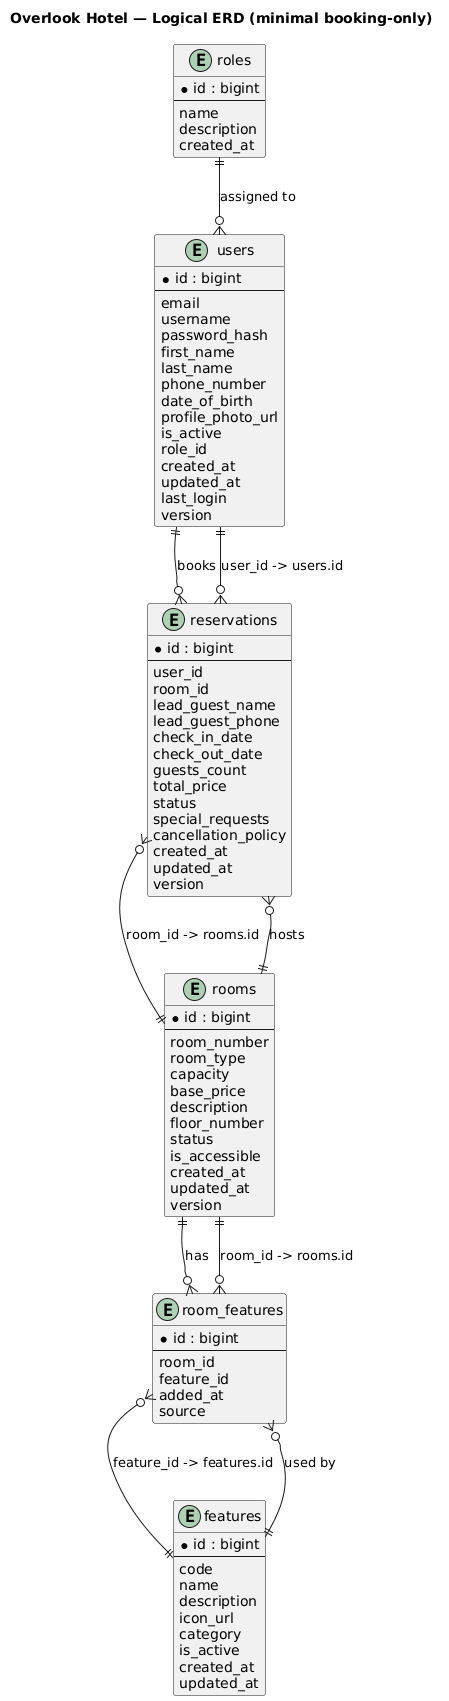 Overlook Hotel — Logical ERD (minimal booking-only)
E roles
id : bigint
name
description
created_at
assigned to
E users
id : bigint
email
username
password_hash
first_name
last_name
phone_number
date_of_birth
profile_photo_url
is_active
role_id
created_at
updated_at
last_login
version
books user_id -> users.id
E reservations
id : bigint
user_id
room_id
lead_guest_name
lead_guest_phone
check_in_date
check_out_date
guests_count
total_price
status
special_requests
cancellation_policy
created_at
updated_at
version
room_id -> rooms.id hosts
E rooms
id : bigint
room_number
room_type
capacity
base_price
description
floor_number
status
is_accessible
created_at
updated_at
version
has room_id -> rooms.id
E room_features
id : bigint
room_id
feature_id
added_at
source
feature_id -> features.id used by
E features
id : bigint
code
name
description
icon_url
category
is_active
created_at
updated_at